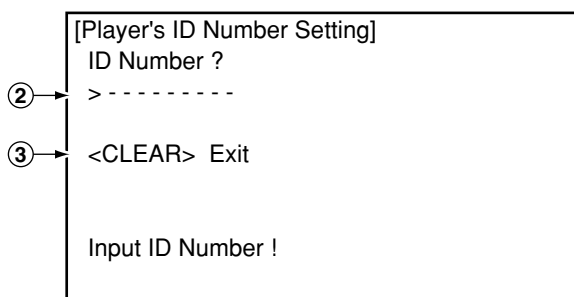 [Player's ID Number Setting]
ID Number ?
② > - - - - - - - - -
③ <CLEAR> Exit
Input ID Number !